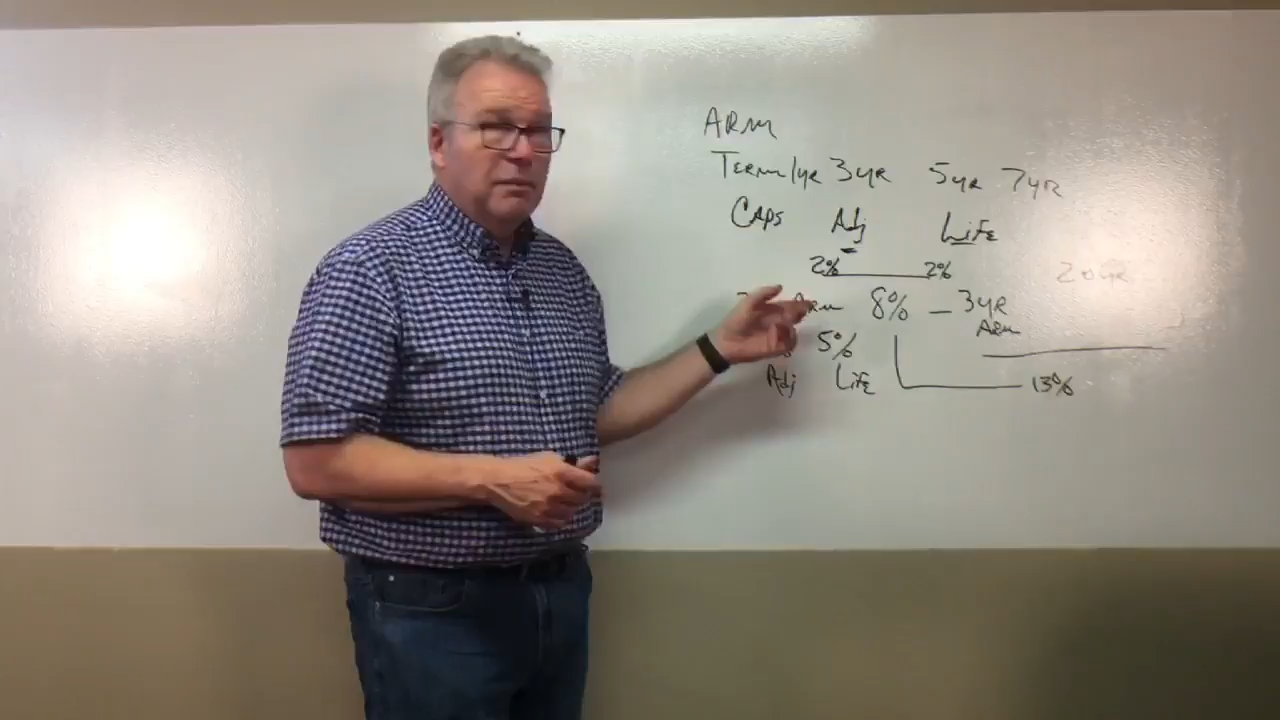 ARM
TERM 1yr 3yr 5yr 7yr
CAPS Adj LIFE
2% 2% 20yr
ARM 8% — 3yr
ARM
5%
Adj LIFE 13%